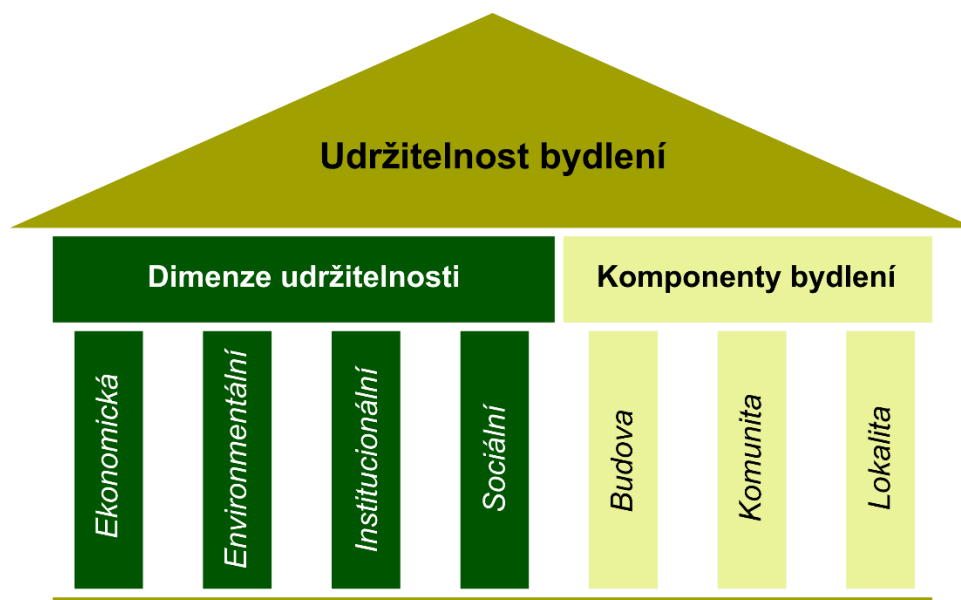 Udržitelnost bydlení
Dimenze udržitelnosti
Komponenty bydlení
Ekonomická
Environmentální
Institucionální
Sociální
Budova
Komunita
Lokalita